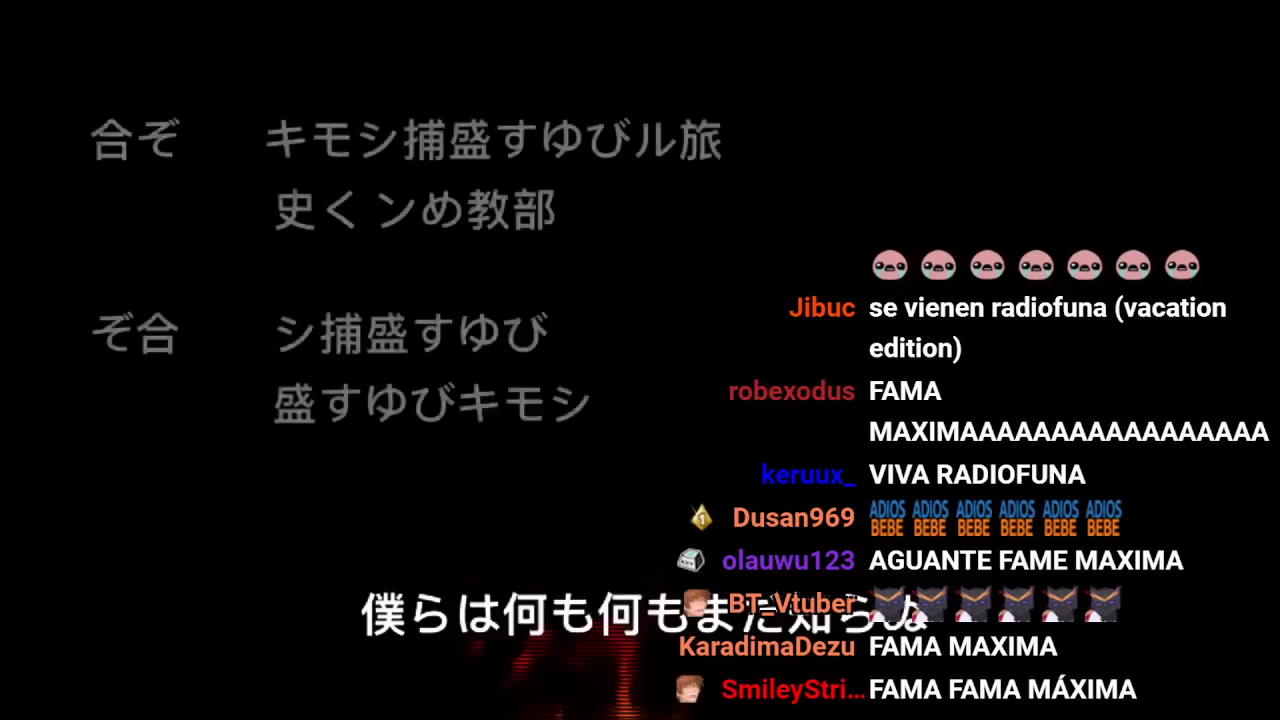 合ぞ キモシ捕盛すゆびル旅
史くンめ教部
ぞ合 シ捕盛すゆび
盛すゆびキモシ
僕らは何も何もまだ知らぬ
Jibuc se vienen radiofuna (vacation
edition)
robexodus FAMA
MAXIMAAAAAAAAAAAAAAAAA
keruux_ VIVA RADIOFUNA
Dusan969 ADIOS BEBE ADIOS BEBE ADIOS BEBE ADIOS BEBE ADIOS BEBE ADIOS BEBE
olauwu123 AGUANTE FAME MAXIMA
BT_Vtuber
KaradimaDezu FAMA MAXIMA
SmileyStri... FAMA FAMA MÁXIMA